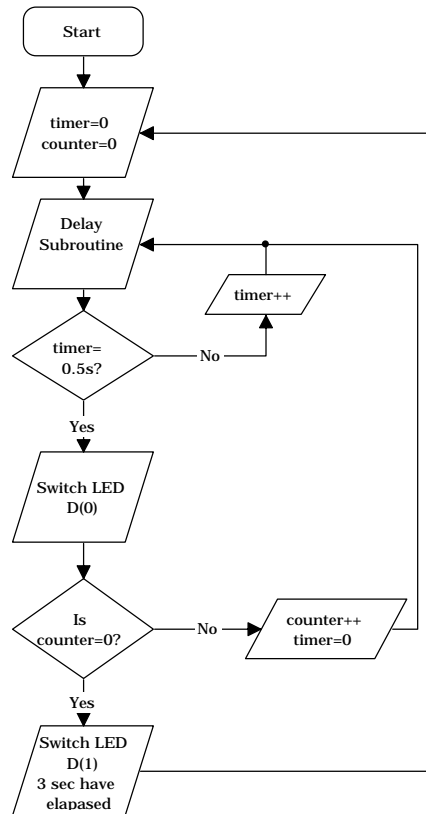 Start
timer=0
counter=0
Delay
Subroutine
timer++
timer=
0.5s?
No
Yes
Switch LED
D(0)
Is
counter=0?
No
counter++
timer=0
Yes
Switch LED
D(1)
3 sec have
elapased